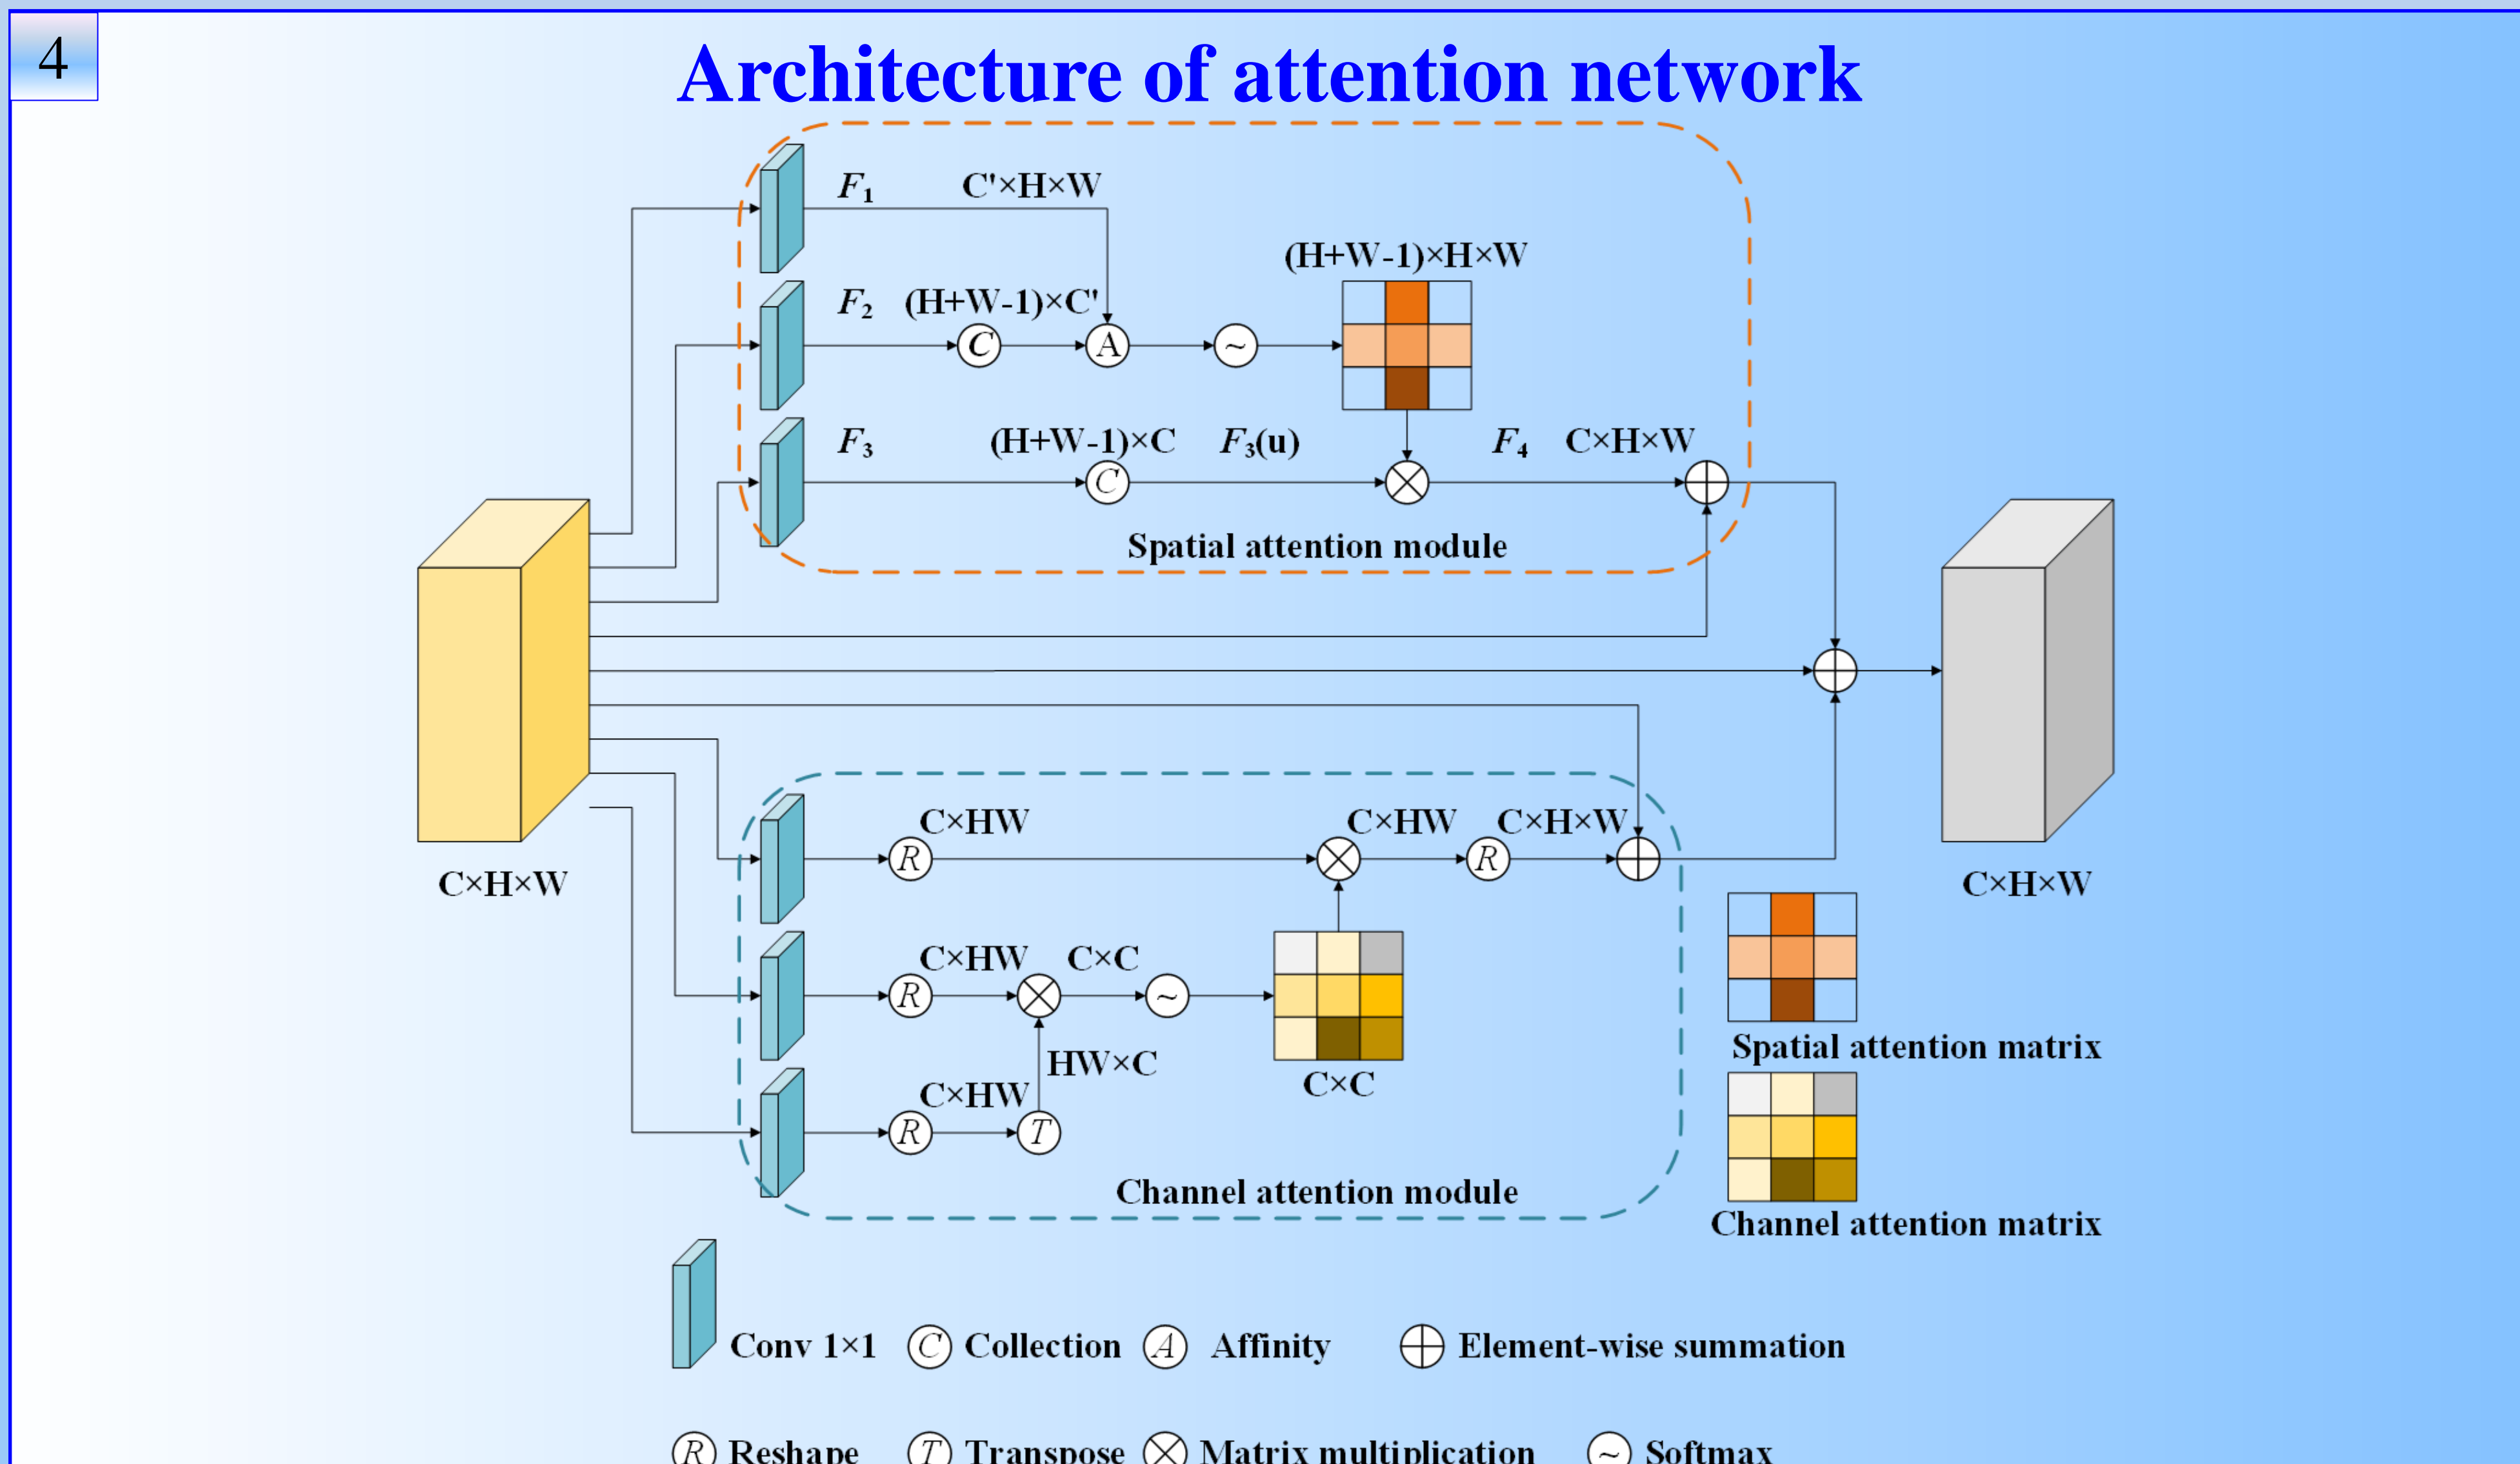 4
Architecture of attention network
F1 C'×H×W
(H+W-1)×H×W
F2 (H+W-1)×C'
C A ~
F3 (H+W-1)×C F3(u) F4 C×H×W
C
Spatial attention module
C×H×W
C×H×W
C×HW C×HW C×H×W
R R
C×HW C×C
R ~
HW×C
C×C
C×HW
R T
Channel attention module
Spatial attention matrix
Channel attention matrix
Conv 1×1 C Collection A Affinity Element-wise summation
R Reshape T Transpose Matrix multiplication ~ Softmax